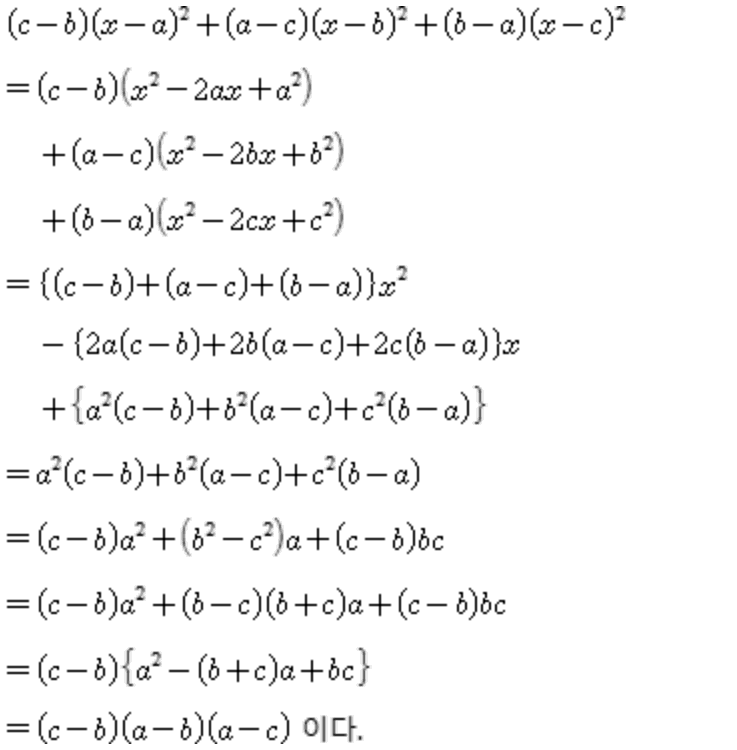 (c−b)(x−a)²+(a−c)(x−b)²+(b−a)(x−c)²
=(c−b)(x²−2ax+a²)
+(a−c)(x²−2bx+b²)
+(b−a)(x²−2cx+c²)
={(c−b)+(a−c)+(b−a)}x²
−{2a(c−b)+2b(a−c)+2c(b−a)}x
+{a²(c−b)+b²(a−c)+c²(b−a)}
=a²(c−b)+b²(a−c)+c²(b−a)
=(c−b)a²+(b²−c²)a+(c−b)bc
=(c−b)a²+(b−c)(b+c)a+(c−b)bc
=(c−b){a²−(b+c)a+bc}
=(c−b)(a−b)(a−c) 이다.